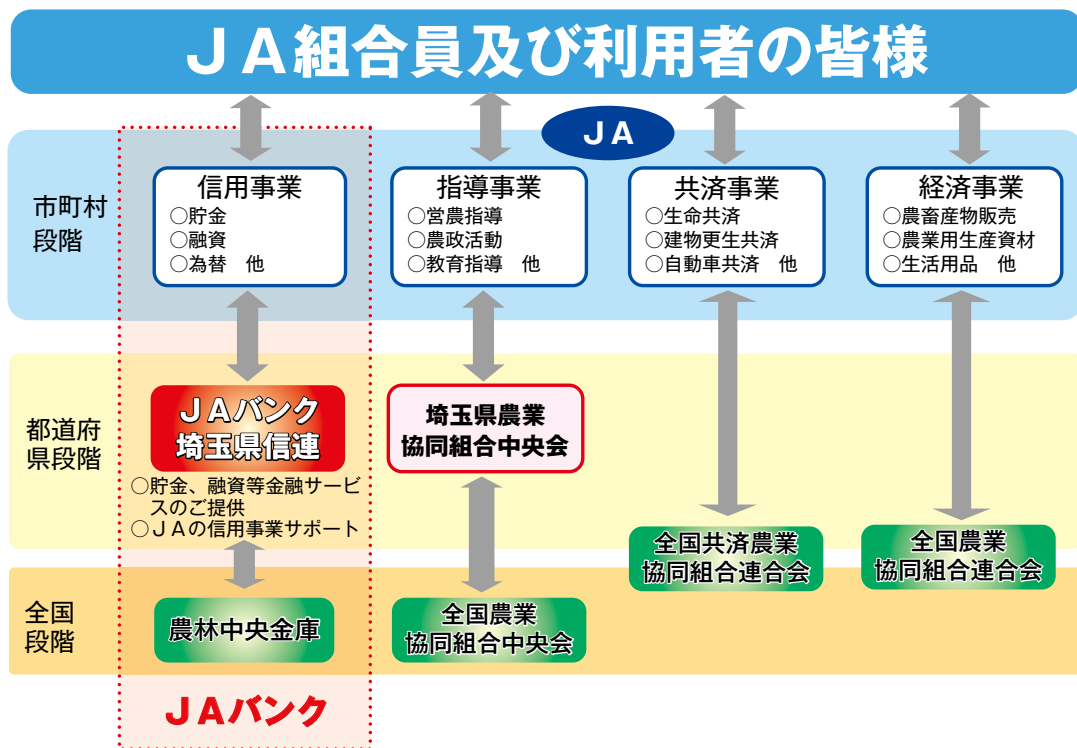 ＪＡ組合員及び利用者の皆様
ＪＡ
市町村
段階
信用事業
○貯金
○融資
○為替　他
指導事業
○営農指導
○農政活動
○教育指導　他
共済事業
○生命共済
○建物更生共済
○自動車共済　他
経済事業
○農畜産物販売
○農業用生産資材
○生活用品　他
都道府
県段階
ＪＡバンク
埼玉県信連
○貯金、融資等金融サービ
スのご提供
○ＪＡの信用事業サポート
埼玉県農業
協同組合中央会
全国共済農業
協同組合連合会
全国農業
協同組合連合会
全国
段階
農林中央金庫
全国農業
協同組合中央会
ＪＡバンク